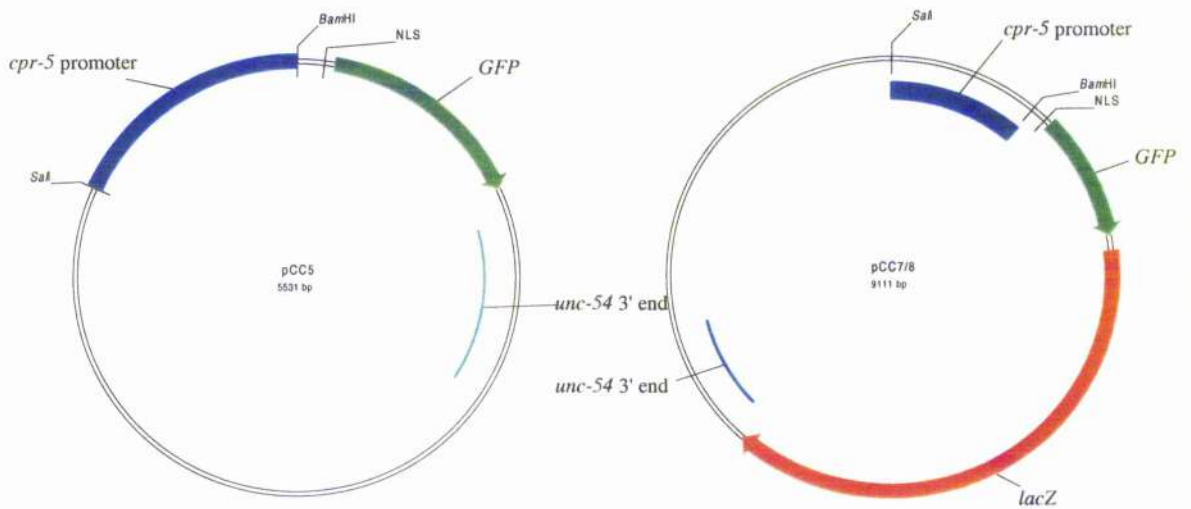 BamHI
NLS
cpr-5 promoter
GFP
SalI
pCC5
5531 bp
unc-54 3' end
SalI
cpr-5 promoter
BamHI
NLS
GFP
pCC7/8
9111 bp
unc-54 3' end
lacZ